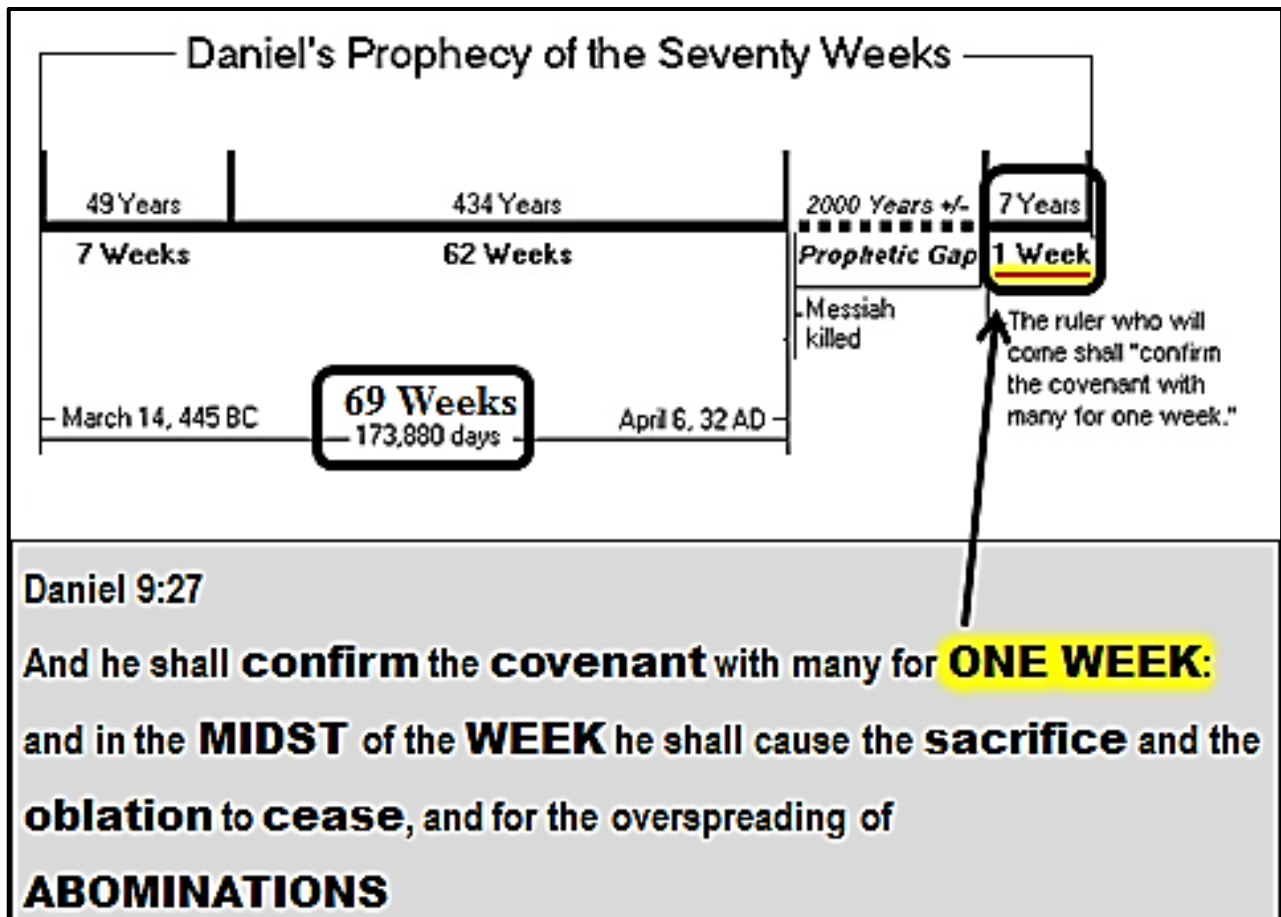 Daniel's Prophecy of the Seventy Weeks
49 Years
434 Years
2000 Years +/-
7 Years
7 Weeks
62 Weeks
Prophetic Gap
1 Week
Messiah
killed
The ruler who will
come shall "confirm
the covenant with
many for one week."
69 Weeks
March 14, 445 BC
173,880 days
April 6, 32 AD
Daniel 9:27
And he shall confirm the covenant with many for ONE WEEK:
and in the MIDST of the WEEK he shall cause the sacrifice and the
oblation to cease, and for the overspreading of
ABOMINATIONS